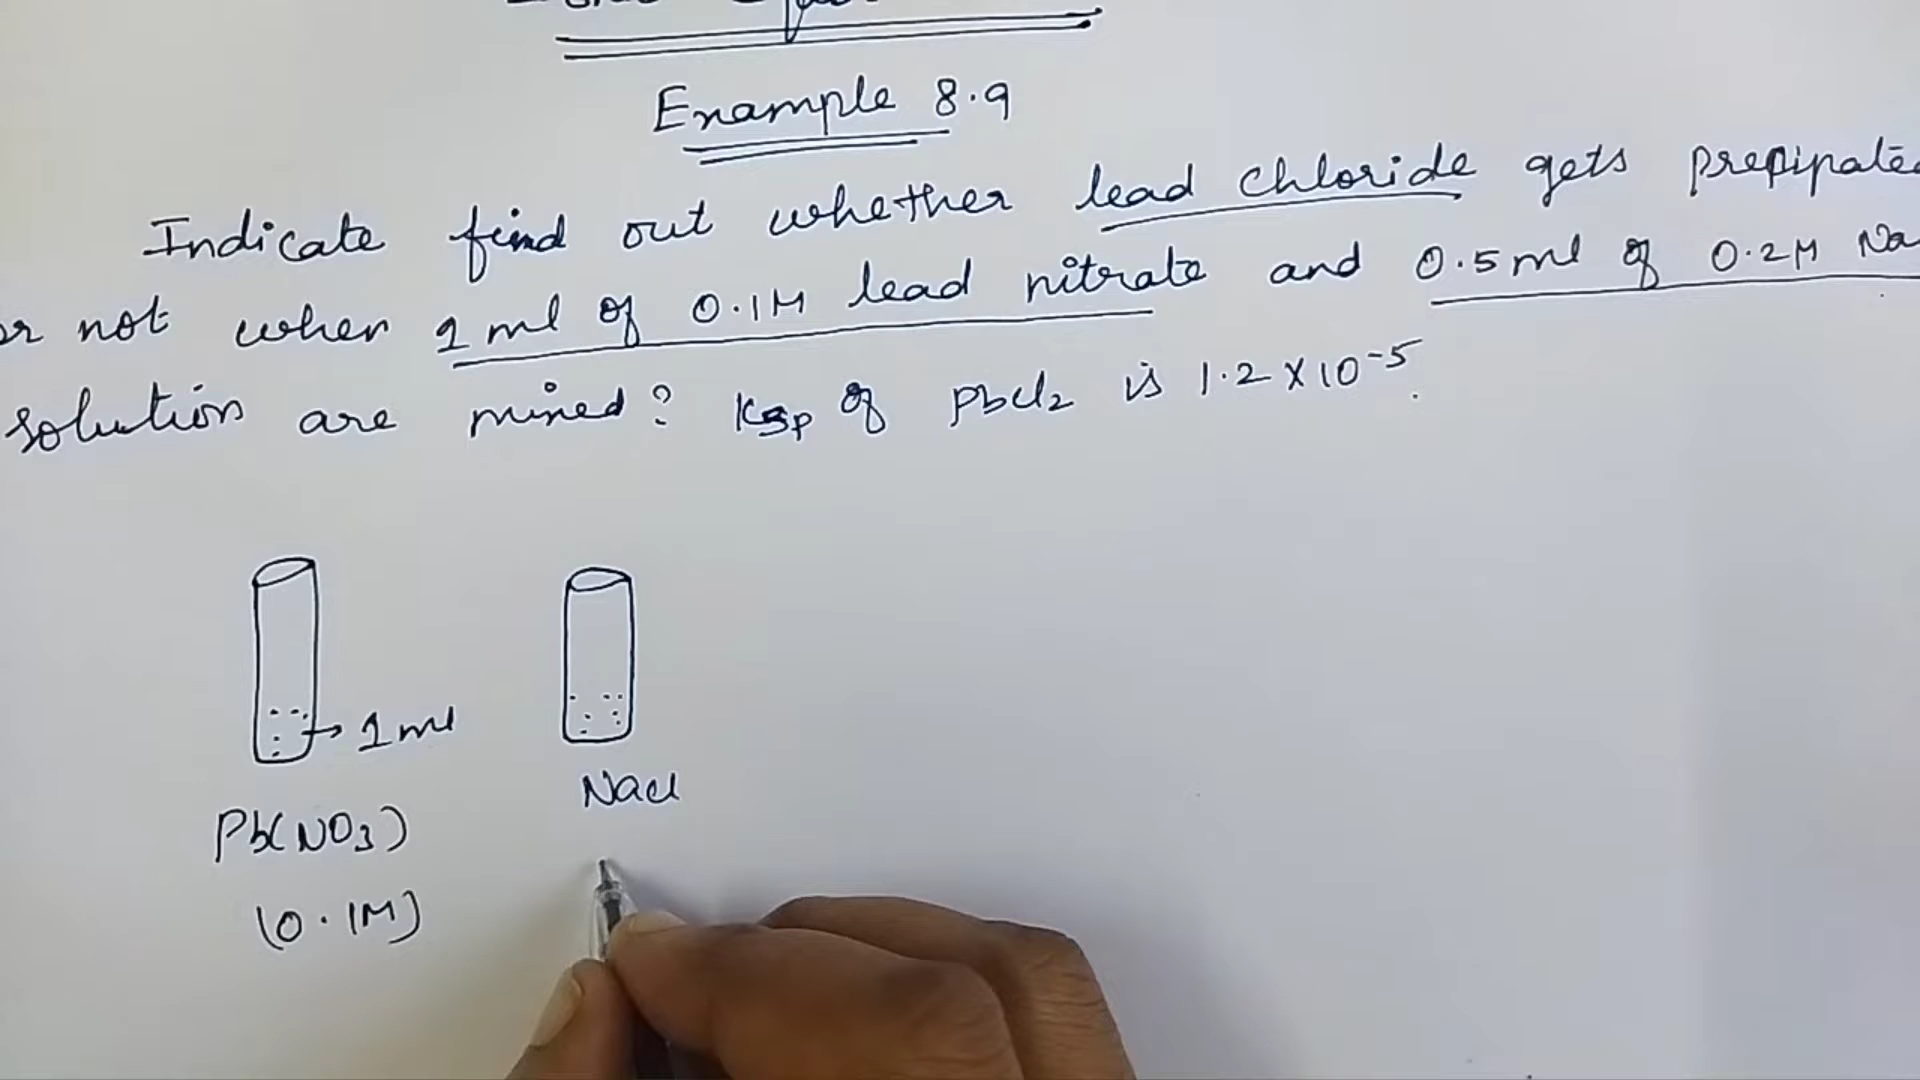 Example 8.9
Indicate find out whether lead chloride gets prepipated
or not when 1 ml of 0.1M lead nitrate and 0.5 ml of 0.2M Na
solution are mixed? Ksp of PbCl2 is 1.2 X 10-5.
1 ml
NaCl
Pb(NO3)
(0.1M)